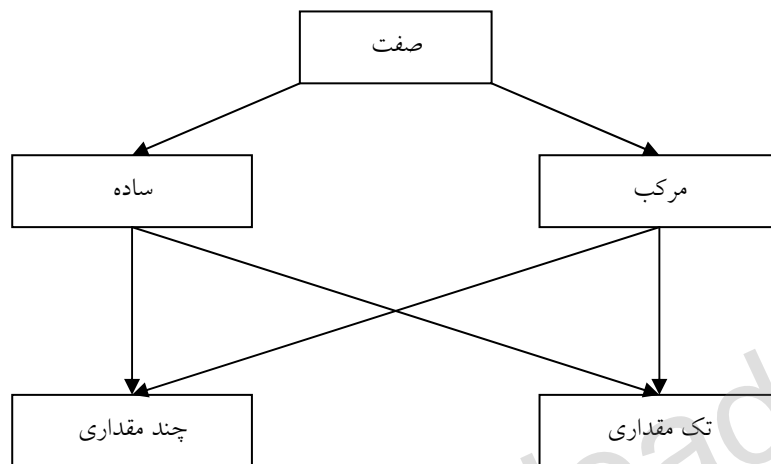 صفت
مرکب
ساده
تک مقداری
چند مقداری